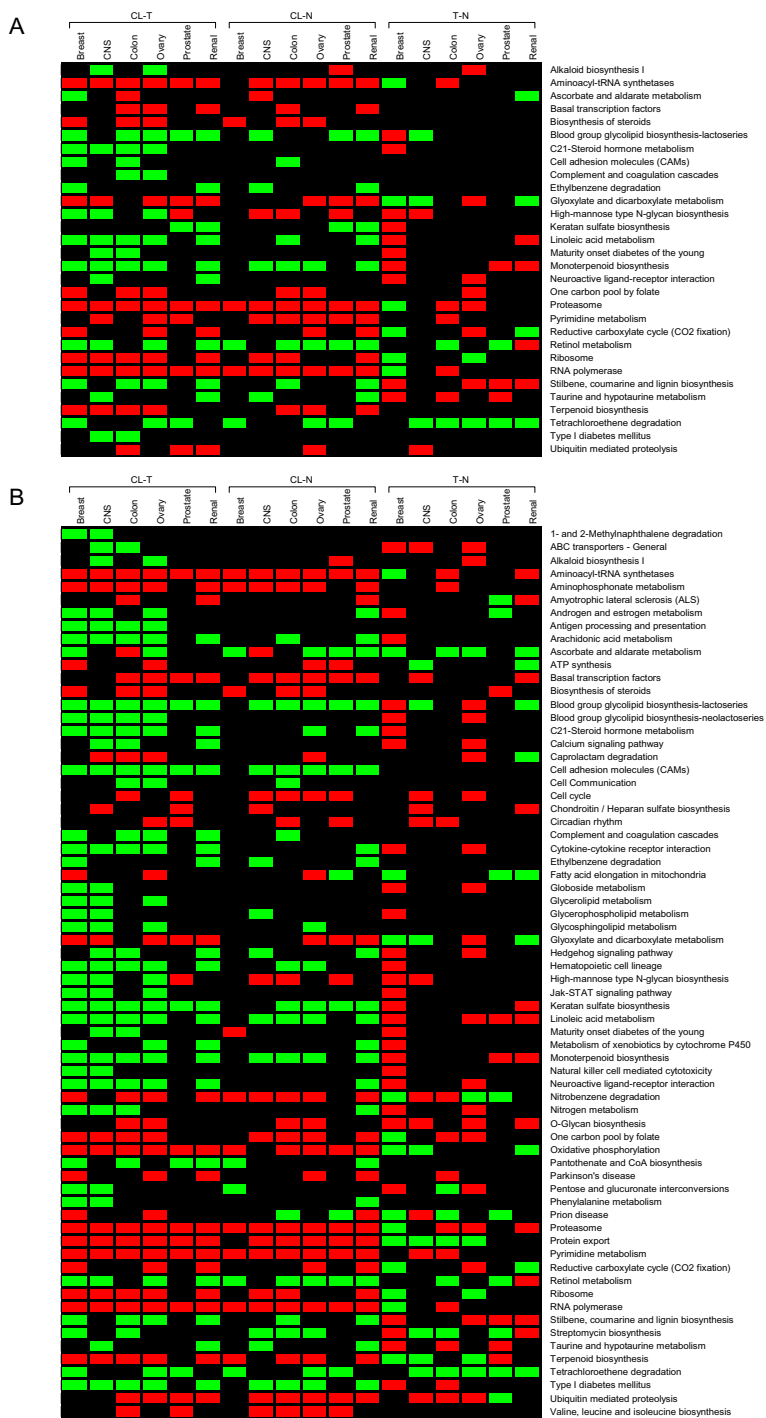 A
CL-T CL-N T-N
Breast CNS Colon Ovary Prostate Renal Breast CNS Colon Ovary Prostate Renal Breast CNS Colon Ovary Prostate Renal
Alkaloid biosynthesis I
Aminoacyl-tRNA synthetases
Ascorbate and aldarate metabolism
Basal transcription factors
Biosynthesis of steroids
Blood group glycolipid biosynthesis-lactoseries
C21-Steroid hormone metabolism
Cell adhesion molecules (CAMs)
Complement and coagulation cascades
Ethylbenzene degradation
Glyoxylate and dicarboxylate metabolism
High-mannose type N-glycan biosynthesis
Keratan sulfate biosynthesis
Linoleic acid metabolism
Maturity onset diabetes of the young
Monoterpenoid biosynthesis
Neuroactive ligand-receptor interaction
One carbon pool by folate
Proteasome
Pyrimidine metabolism
Reductive carboxylate cycle (CO2 fixation)
Retinol metabolism
Ribosome
RNA polymerase
Stilbene, coumarine and lignin biosynthesis
Taurine and hypotaurine metabolism
Terpenoid biosynthesis
Tetrachloroethene degradation
Type I diabetes mellitus
Ubiquitin mediated proteolysis
B
CL-T CL-N T-N
Breast CNS Colon Ovary Prostate Renal Breast CNS Colon Ovary Prostate Renal Breast CNS Colon Ovary Prostate Renal
1- and 2-Methylnaphthalene degradation
ABC transporters - General
Alkaloid biosynthesis I
Aminoacyl-tRNA synthetases
Aminophosphonate metabolism
Amyotrophic lateral sclerosis (ALS)
Androgen and estrogen metabolism
Antigen processing and presentation
Arachidonic acid metabolism
Ascorbate and aldarate metabolism
ATP synthesis
Basal transcription factors
Biosynthesis of steroids
Blood group glycolipid biosynthesis-lactoseries
Blood group glycolipid biosynthesis-neolactoseries
C21-Steroid hormone metabolism
Calcium signaling pathway
Caprolactam degradation
Cell adhesion molecules (CAMs)
Cell Communication
Cell cycle
Chondroitin / Heparan sulfate biosynthesis
Circadian rhythm
Complement and coagulation cascades
Cytokine-cytokine receptor interaction
Ethylbenzene degradation
Fatty acid elongation in mitochondria
Globoside metabolism
Glycerolipid metabolism
Glycerophospholipid metabolism
Glycosphingolipid metabolism
Glyoxylate and dicarboxylate metabolism
Hedgehog signaling pathway
Hematopoietic cell lineage
High-mannose type N-glycan biosynthesis
Jak-STAT signaling pathway
Keratan sulfate biosynthesis
Linoleic acid metabolism
Maturity onset diabetes of the young
Metabolism of xenobiotics by cytochrome P450
Monoterpenoid biosynthesis
Natural killer cell mediated cytotoxicity
Neuroactive ligand-receptor interaction
Nitrobenzene degradation
Nitrogen metabolism
O-Glycan biosynthesis
One carbon pool by folate
Oxidative phosphorylation
Pantothenate and CoA biosynthesis
Parkinson's disease
Pentose and glucuronate interconversions
Phenylalanine metabolism
Prion disease
Proteasome
Protein export
Pyrimidine metabolism
Reductive carboxylate cycle (CO2 fixation)
Retinol metabolism
Ribosome
RNA polymerase
Stilbene, coumarine and lignin biosynthesis
Streptomycin biosynthesis
Taurine and hypotaurine metabolism
Terpenoid biosynthesis
Tetrachloroethene degradation
Type I diabetes mellitus
Ubiquitin mediated proteolysis
Valine, leucine and isoleucine biosynthesis